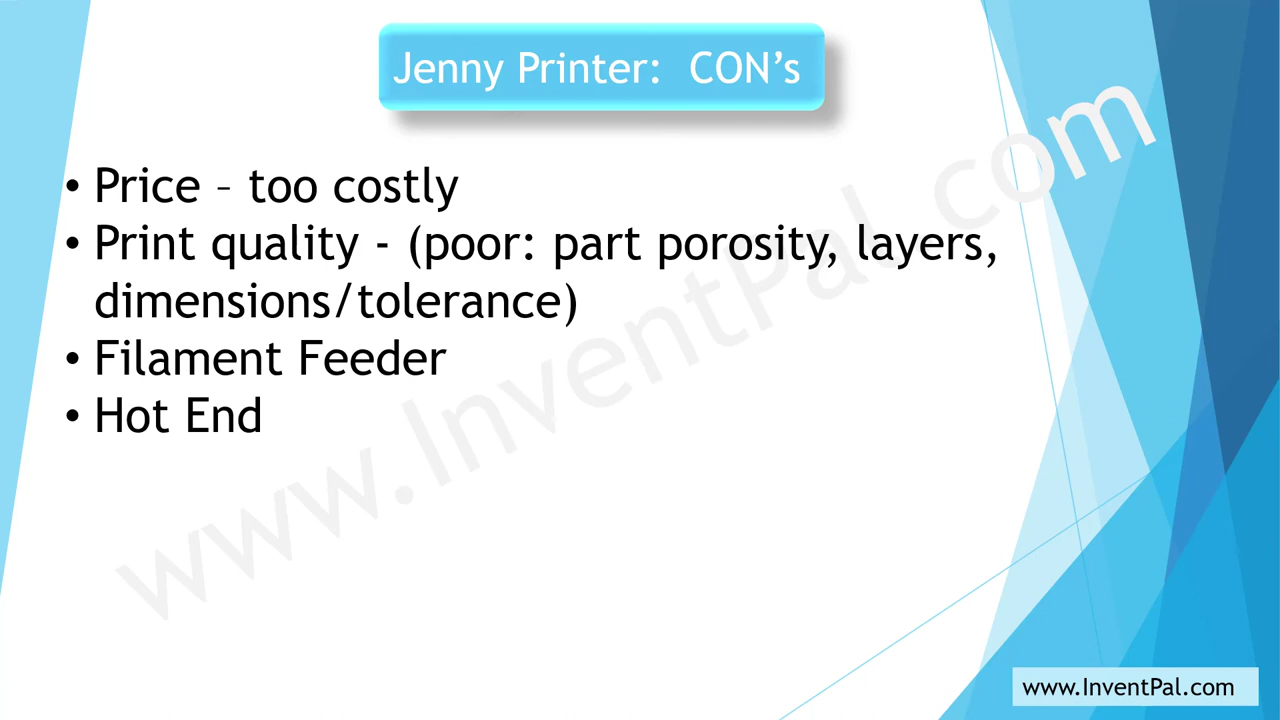 Jenny Printer:  CON’s
• Price – too costly
• Print quality - (poor: part porosity, layers,
dimensions/tolerance)
• Filament Feeder
• Hot End
www.InventPal.com
www.InventPal.com